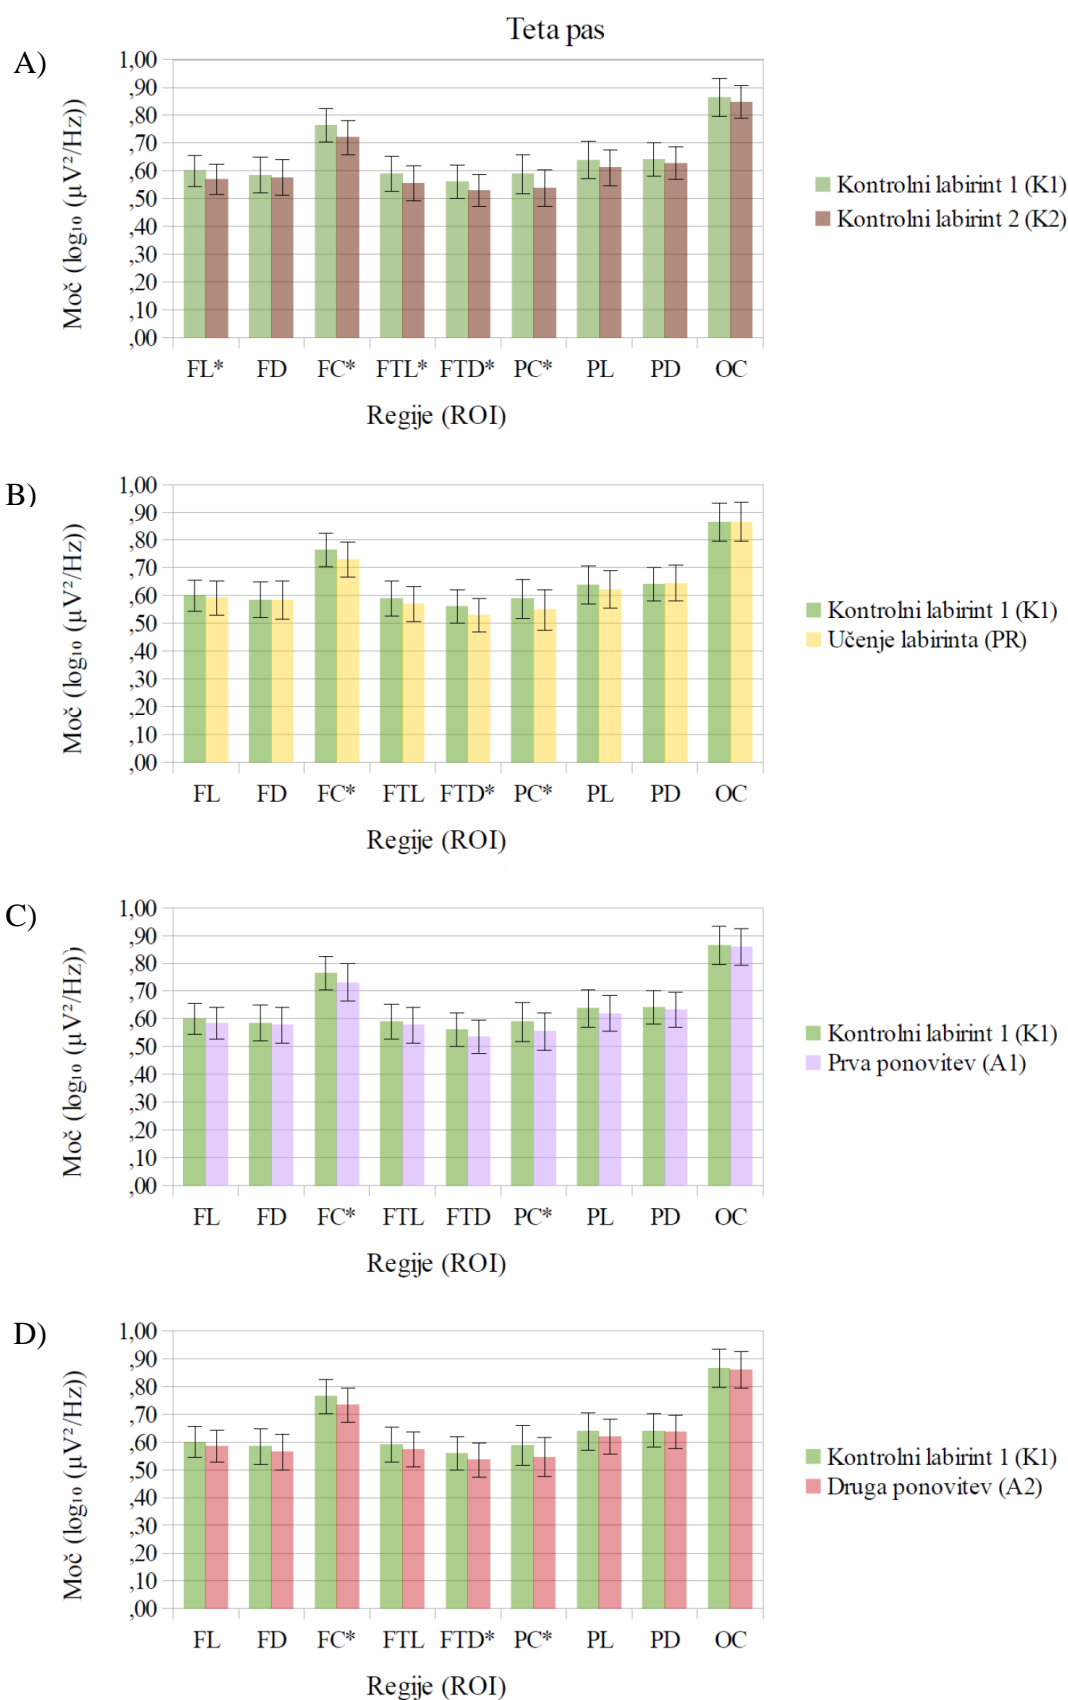 Teta pas
A)
Moč (log₁₀ (µV²/Hz))
1,00
,90
,80
,70
,60
,50
,40
,30
,20
,10
,00
FL* FD FC* FTL* FTD* PC* PL PD OC
Regije (ROI)
Kontrolni labirint 1 (K1)
Kontrolni labirint 2 (K2)
B)
Moč (log₁₀ (µV²/Hz))
1,00
,90
,80
,70
,60
,50
,40
,30
,20
,10
,00
FL FD FC* FTL FTD* PC* PL PD OC
Regije (ROI)
Kontrolni labirint 1 (K1)
Učenje labirinta (PR)
C)
Moč (log₁₀ (µV²/Hz))
1,00
,90
,80
,70
,60
,50
,40
,30
,20
,10
,00
FL FD FC* FTL FTD PC* PL PD OC
Regije (ROI)
Kontrolni labirint 1 (K1)
Prva ponovitev (A1)
D)
Moč (log₁₀ (µV²/Hz))
1,00
,90
,80
,70
,60
,50
,40
,30
,20
,10
,00
FL FD FC* FTL FTD* PC* PL PD OC
Regije (ROI)
Kontrolni labirint 1 (K1)
Druga ponovitev (A2)